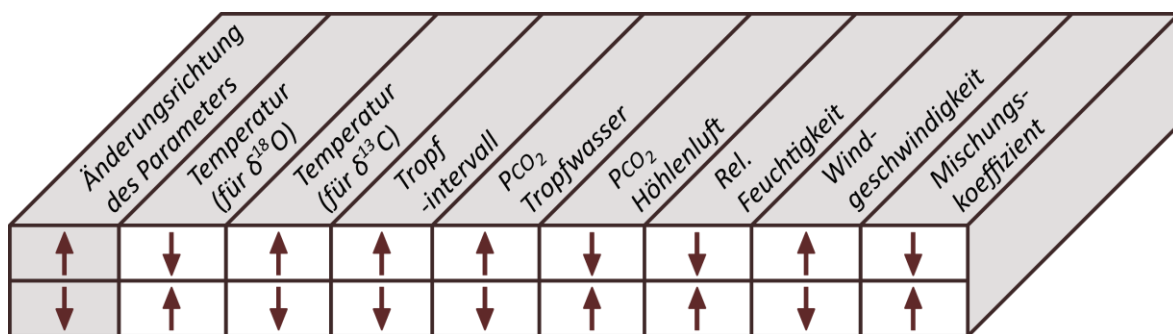 Änderungsrichtung
des Parameters
Temperatur
(für δ¹⁸O)
Temperatur
(für δ¹³C)
Tropf
-intervall
PCO₂
Tropfwasser
PCO₂
Höhlenluft
Rel.
Feuchtigkeit
Wind-
geschwindigkeit
Mischungs-
koeffizient
↑ ↓ ↑ ↑ ↑ ↓ ↓ ↑ ↓
↓ ↑ ↓ ↓ ↓ ↑ ↑ ↓ ↑